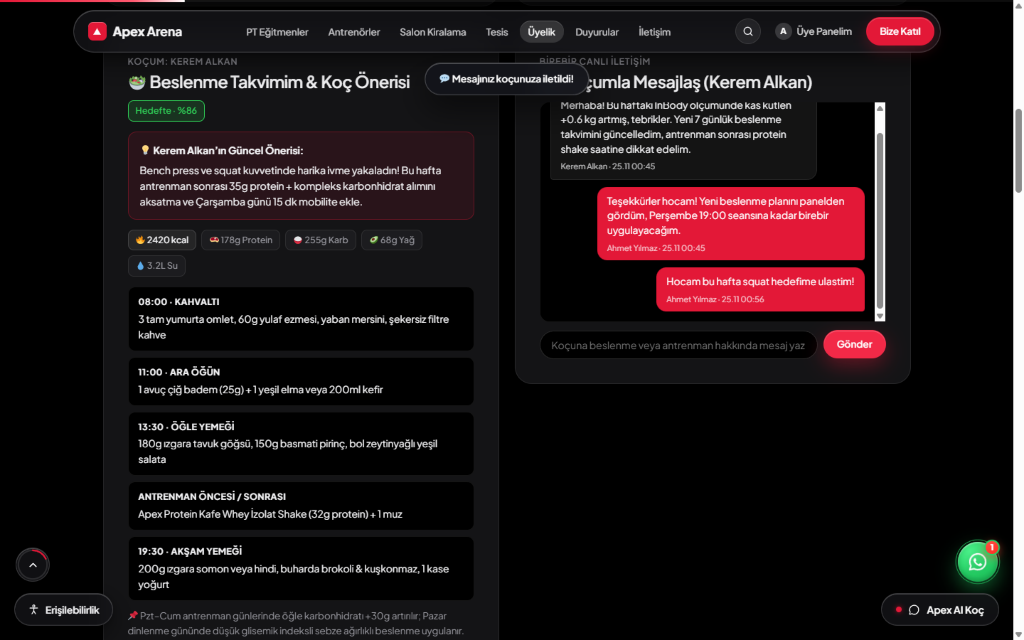 Apex Arena
PT Eğitmenler
Antrenörler
Salon Kiralama
Tesis
Üyelik
Duyurular
İletişim
A
Üye Panelim
Bize Katıl
💬 Mesajınız koçunuza iletildi!
KOÇUM: KEREM ALKAN
🥗 Beslenme Takvimim & Koç Önerisi
Hedefte · %86
💡 Kerem Alkan'ın Güncel Önerisi:
Bench press ve squat kuvvetinde harika ivme yakaladın! Bu hafta
antrenman sonrası 35g protein + kompleks karbonhidrat alımını
aksatma ve Çarşamba günü 15 dk mobilite ekle.
🔥 2420 kcal
🥩 178g Protein
🍚 255g Karb
🥑 68g Yağ
💧 3.2L Su
08:00 · KAHVALTI
3 tam yumurta omlet, 60g yulaf ezmesi, yaban mersini, şekersiz filtre
kahve
11:00 · ARA ÖĞÜN
1 avuç çiğ badem (25g) + 1 yeşil elma veya 200ml kefir
13:30 · ÖĞLE YEMEĞİ
180g ızgara tavuk göğsü, 150g basmati pirinç, bol zeytinyağlı yeşil
salata
ANTRENMAN ÖNCESİ / SONRASI
Apex Protein Kafe Whey İzolat Shake (32g protein) + 1 muz
19:30 · AKŞAM YEMEĞİ
200g ızgara somon veya hindi, buharda brokoli & kuşkonmaz, 1 kase
yoğurt
📌 Pzt–Cum antrenman günlerinde öğle karbonhidratı +30g artırılır; Pazar
dinlenme gününde düşük glisemik indeksli sebze ağırlıklı beslenme uygulanır.
BİREBİR CANLI İLETİŞİM
Mesajlaş (Kerem Alkan)
Merhaba! Bu haftaki InBody ölçümünde kas kütlen
+0.6 kg artmış, tebrikler. Yeni 7 günlük beslenme
takvimini güncelledim, antrenman sonrası protein
shake saatine dikkat edelim.
Kerem Alkan · 25.11 00:45
Teşekkürler hocam! Yeni beslenme planını panelden
gördüm, Perşembe 19:00 seansına kadar birebir
uygulayacağım.
Ahmet Yılmaz · 25.11 00:45
Hocam bu hafta squat hedefime ulastim!
Ahmet Yılmaz · 25.11 00:56
Koçuna beslenme veya antrenman hakkında mesaj yaz
Gönder
Erişilebilirlik
1
Apex AI Koç